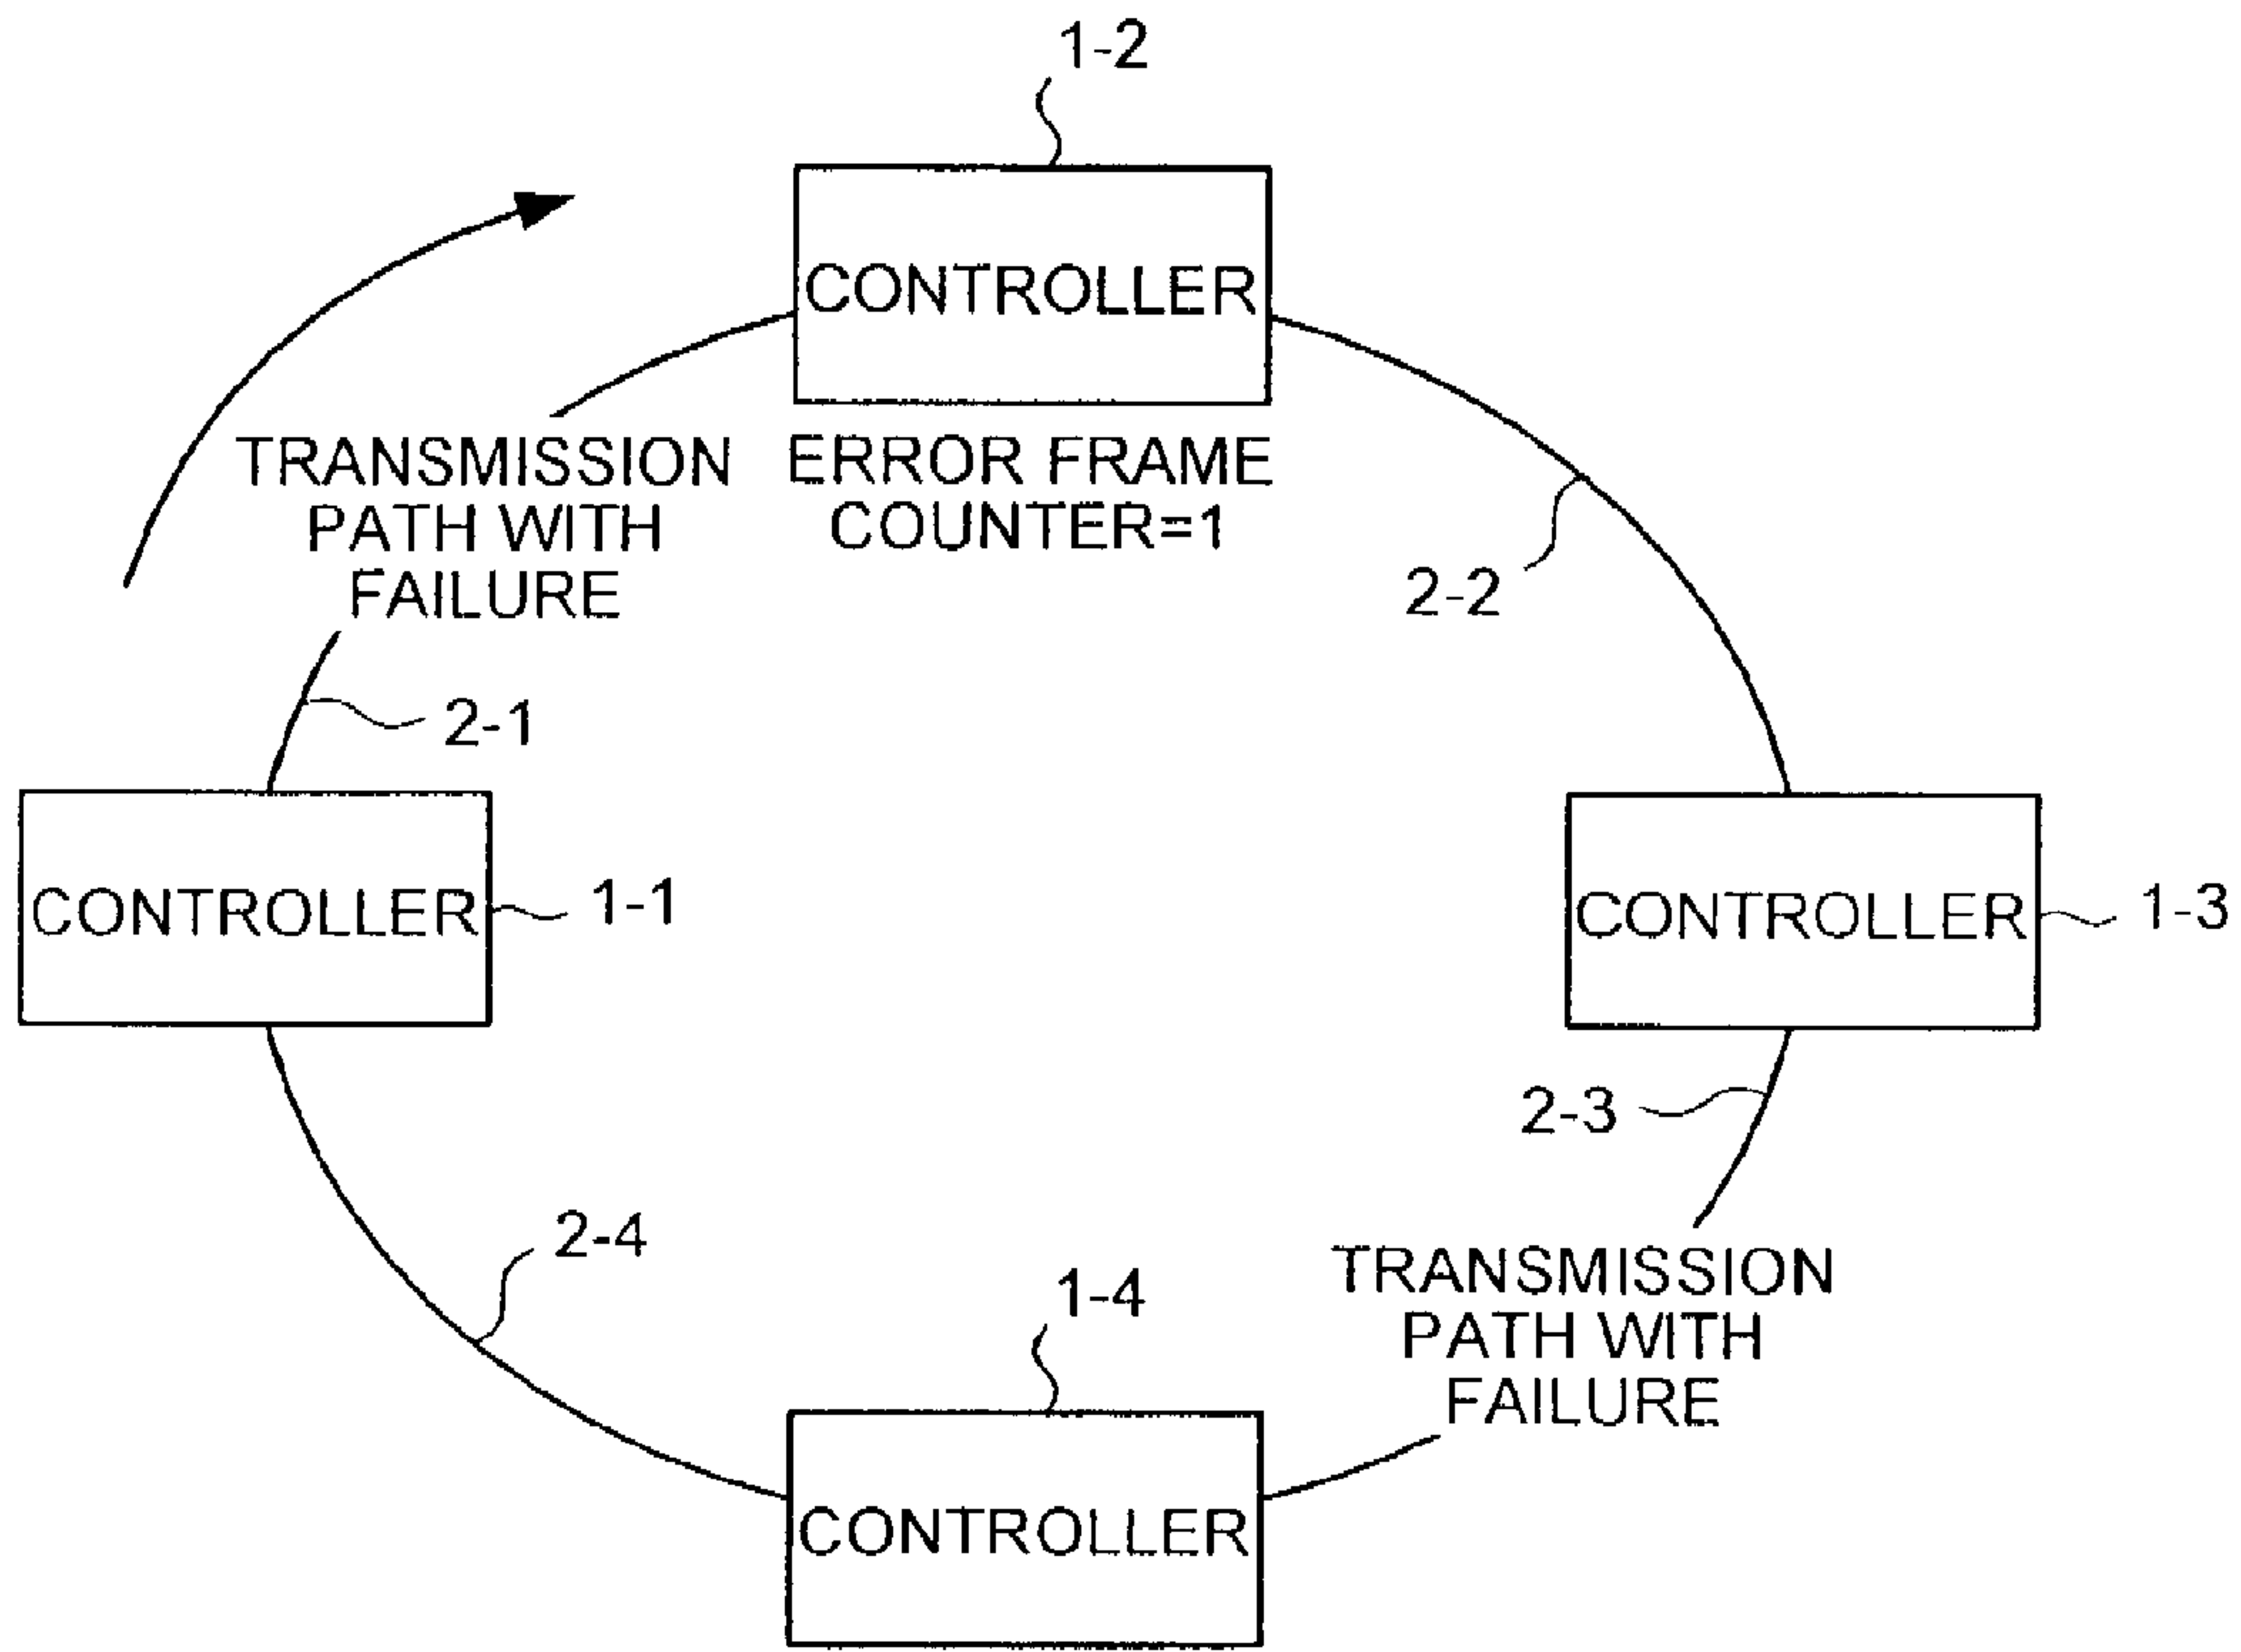 1-2
CONTROLLER
TRANSMISSION
PATH WITH
FAILURE
ERROR FRAME
COUNTER=1
2-2
2-1
CONTROLLER
1-1
CONTROLLER
1-3
2-3
2-4
1-4
TRANSMISSION
PATH WITH
FAILURE
CONTROLLER